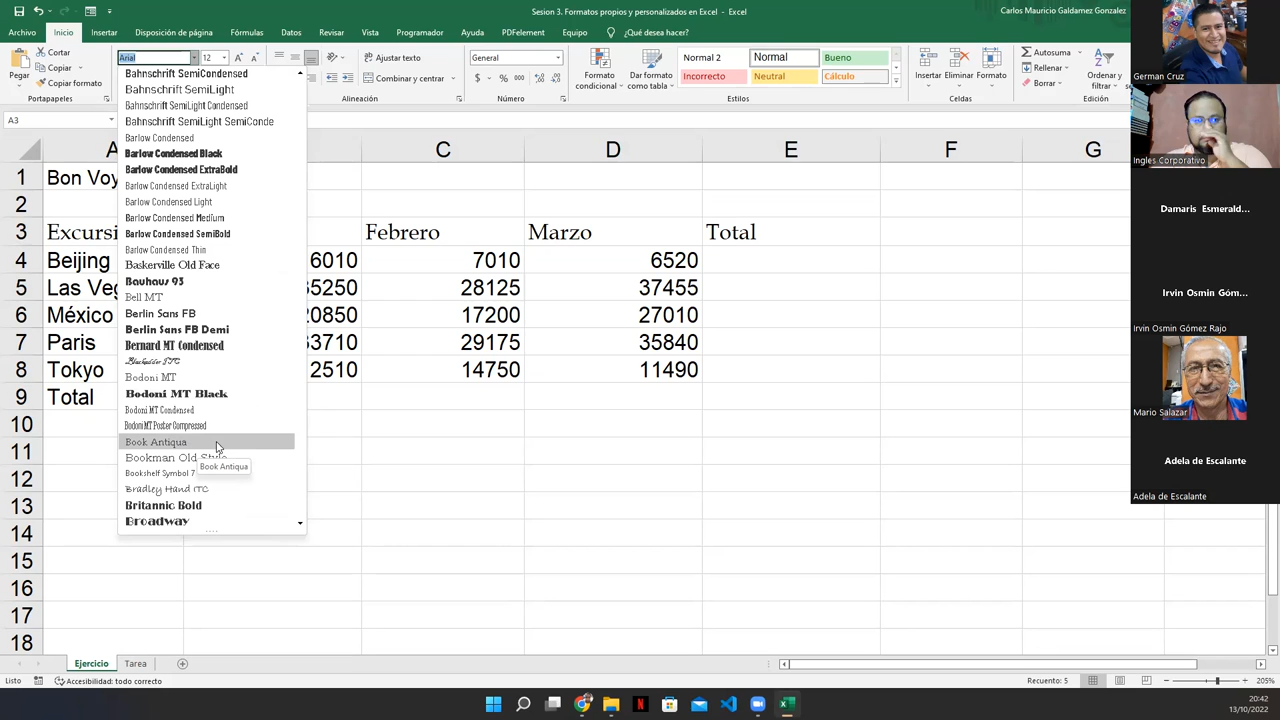 Sesion 3. Formatos propios y personalizados en Excel - Excel
Carlos Mauricio Galdamez Gonzalez
Archivo Inicio Insertar Disposición de página Fórmulas Datos Revisar Vista Programador Ayuda PDFelement Equipo ¿Qué desea hacer?
Pegar
Cortar
Copiar
Copiar formato
Portapapeles
Arial
12
Ajustar texto
Combinar y centrar
Alineación
General
$ % 000
Número
Formato condicional
Dar formato como tabla
Normal 2 Normal Bueno
Incorrecto Neutral Cálculo
Estilos
Insertar Eliminar Formato
Celdas
Autosuma
Rellenar
Borrar
Ordenar y filtrar
Edición
A3
Bahnschrift SemiCondensed
Bahnschrift SemiLight
Bahnschrift SemiLight Condensed
Bahnschrift SemiLight SemiConde
Barlow Condensed
Barlow Condensed Black
Barlow Condensed ExtraBold
Barlow Condensed ExtraLight
Barlow Condensed Light
Barlow Condensed Medium
Barlow Condensed SemiBold
Barlow Condensed Thin
Baskerville Old Face
Bauhaus 93
Bell MT
Berlin Sans FB
Berlin Sans FB Demi
Bernard MT Condensed
Blackadder ITC
Bodoni MT
Bodoni MT Black
Bodoni MT Condensed
Bodoni MT Poster Compressed
Book Antiqua
Bookman Old Style
Book Antiqua
Bookshelf Symbol 7
Bradley Hand ITC
Britannic Bold
Broadway
A C D E F G
1 Bon Voy
2
3 Excursi Febrero Marzo Total
4 Beijing 6010 7010 6520
5 Las Veg 5250 28125 37455
6 México 20850 17200 27010
7 Paris 3710 29175 35840
8 Tokyo 2510 14750 11490
9 Total
10
11
12
13
14
15
16
17
18
Ejercicio Tarea
Listo Accesibilidad: todo correcto Recuento: 5 205%
German Cruz
Ingles Corporativo
Damaris Esmerald...
Irvin Osmin Góm...
Irvin Osmin Gómez Rajo
Mario Salazar
Adela de Escalante
Adela de Escalante
20:42
13/10/2022